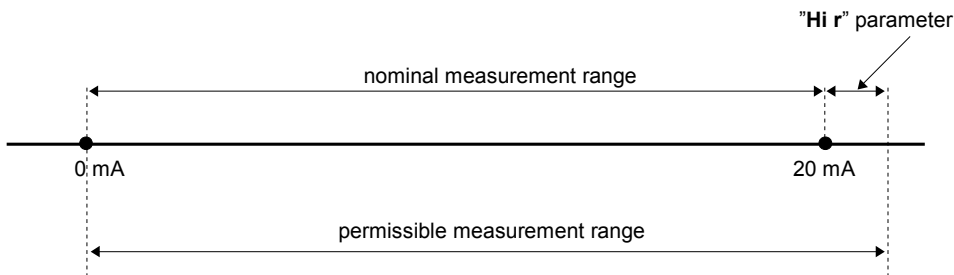 ”Hi r” parameter
nominal measurement range
0 mA
20 mA
permissible measurement range